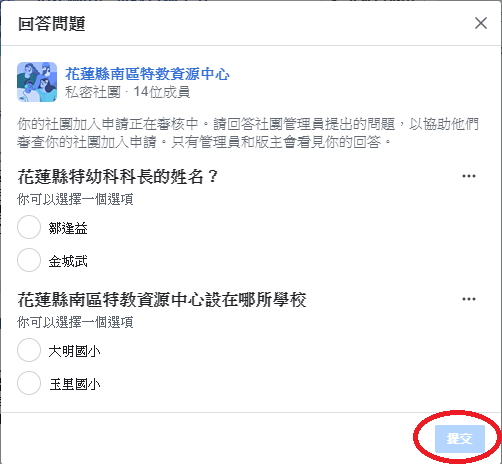 回答問題
花蓮縣南區特教資源中心
私密社團 · 14位成員
你的社團加入申請正在審核中。請回答社團管理員提出的問題，以協助他們
審查你的社團加入申請。只有管理員和版主會看見你的回答。
花蓮縣特幼科科長的姓名？
你可以選擇一個選項
鄒逢益
金城武
花蓮縣南區特教資源中心設在哪所學校
你可以選擇一個選項
大明國小
玉里國小
提交